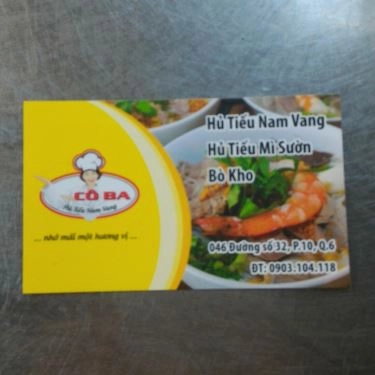 CÔ BA
Hủ Tiếu Nam Vang
... nhớ mãi một hương vị ...
Hủ Tiếu Nam Vang
Hủ Tiếu Mì Sườn
Bò Kho
046 Đường số 32, P.10, Q.6
ĐT: 0903.104.118